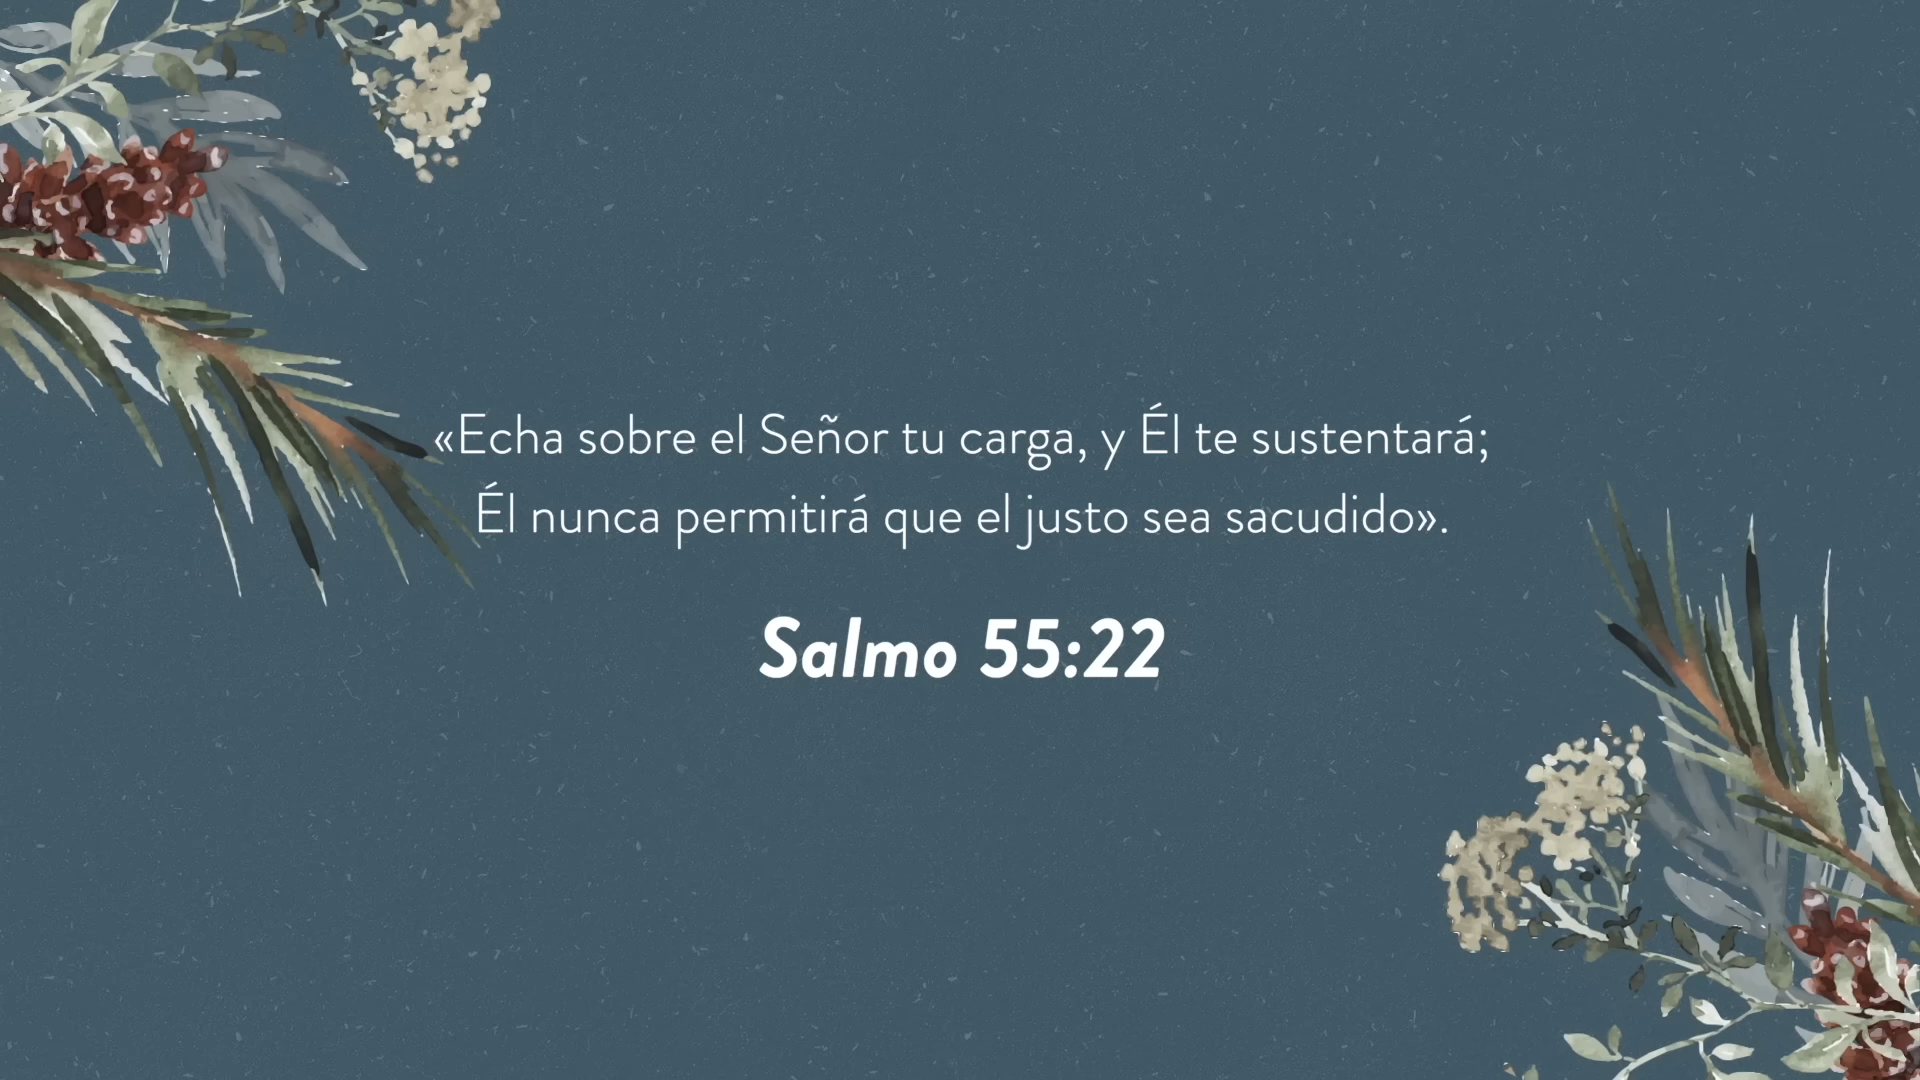 «Echa sobre el Señor tu carga, y Él te sustentará;
Él nunca permitirá que el justo sea sacudido».
Salmo 55:22